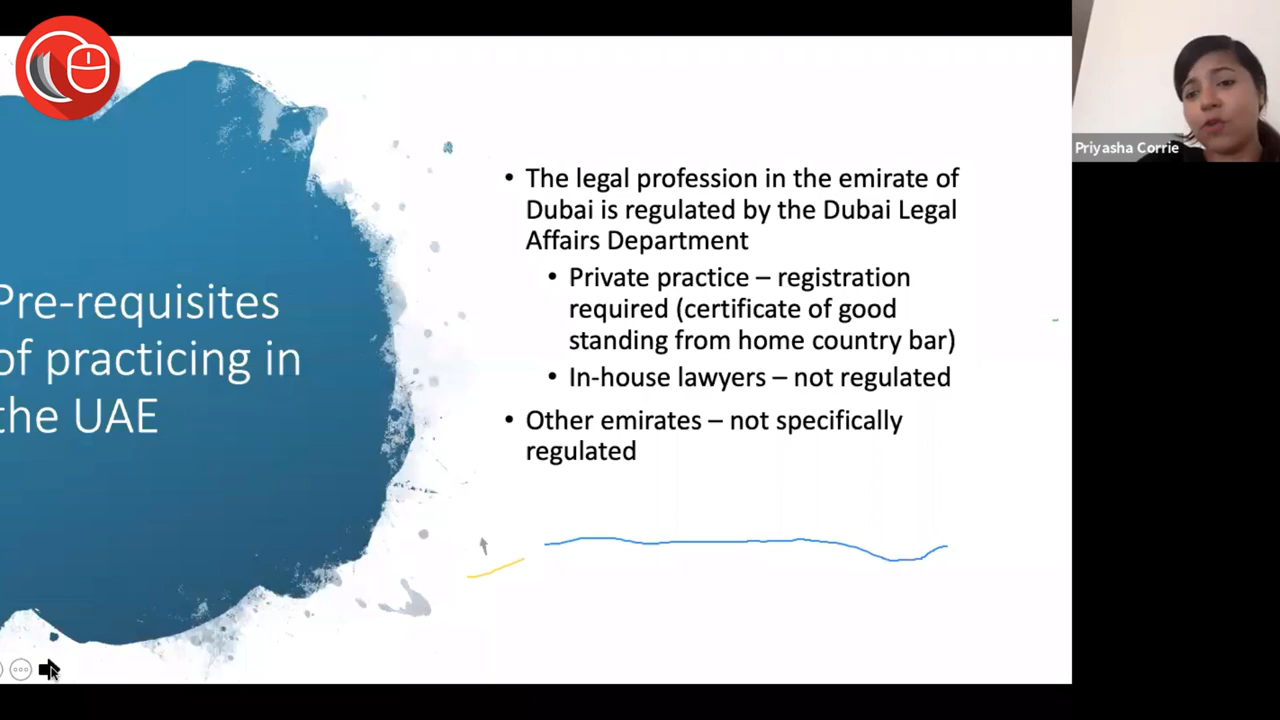 Pre-requisites
of practicing in
the UAE
• The legal profession in the emirate of
Dubai is regulated by the Dubai Legal
Affairs Department
• Private practice – registration
required (certificate of good
standing from home country bar)
• In-house lawyers – not regulated
• Other emirates – not specifically
regulated
Priyasha Corrie